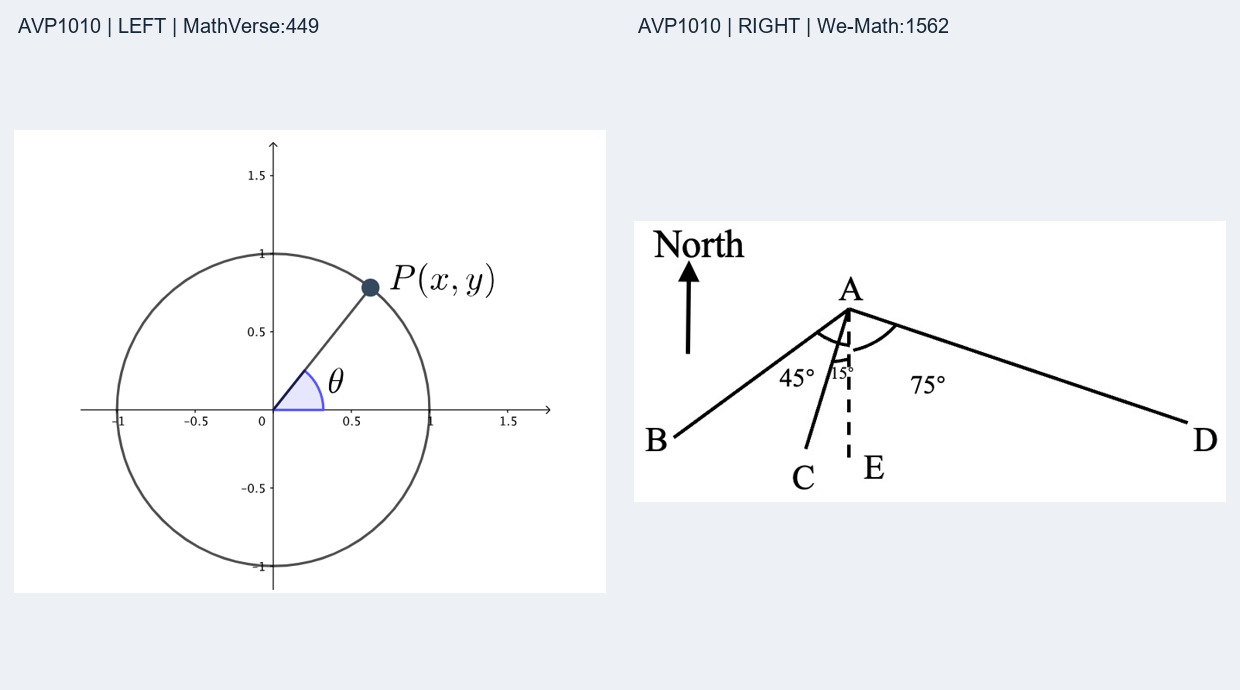 AVP1010 | LEFT | MathVerse:449
AVP1010 | RIGHT | We-Math:1562
1.5
1
P(x, y)
0.5
θ
-1
-0.5
0
0.5
1
1.5
-0.5
-1
North
A
45°
15°
75°
B
C
E
D